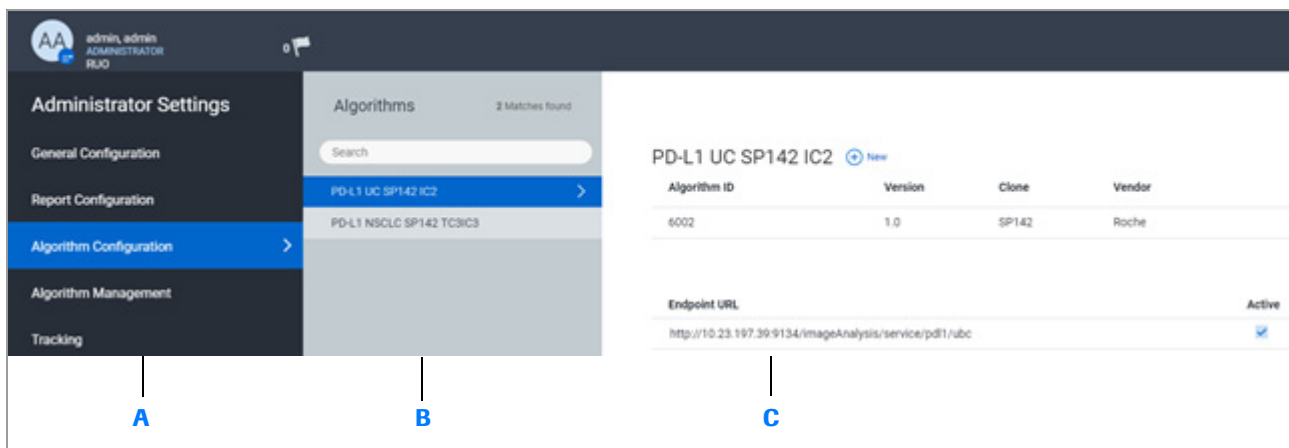 AA
admin, admin
ADMINISTRATOR
RUO
0
Administrator Settings
General Configuration
Report Configuration
Algorithm Configuration
Algorithm Management
Tracking
Algorithms 2 Matches found
Search
PD-L1 UC SP142 IC2
PD-L1 NSCLC SP142 TC3IC3
PD-L1 UC SP142 IC2 New
Algorithm ID Version Clone Vendor
6002 1.0 SP142 Roche
Endpoint URL Active
http://10.23.197.39:9134/imageAnalysis/service/pdl1/ubc
A B C